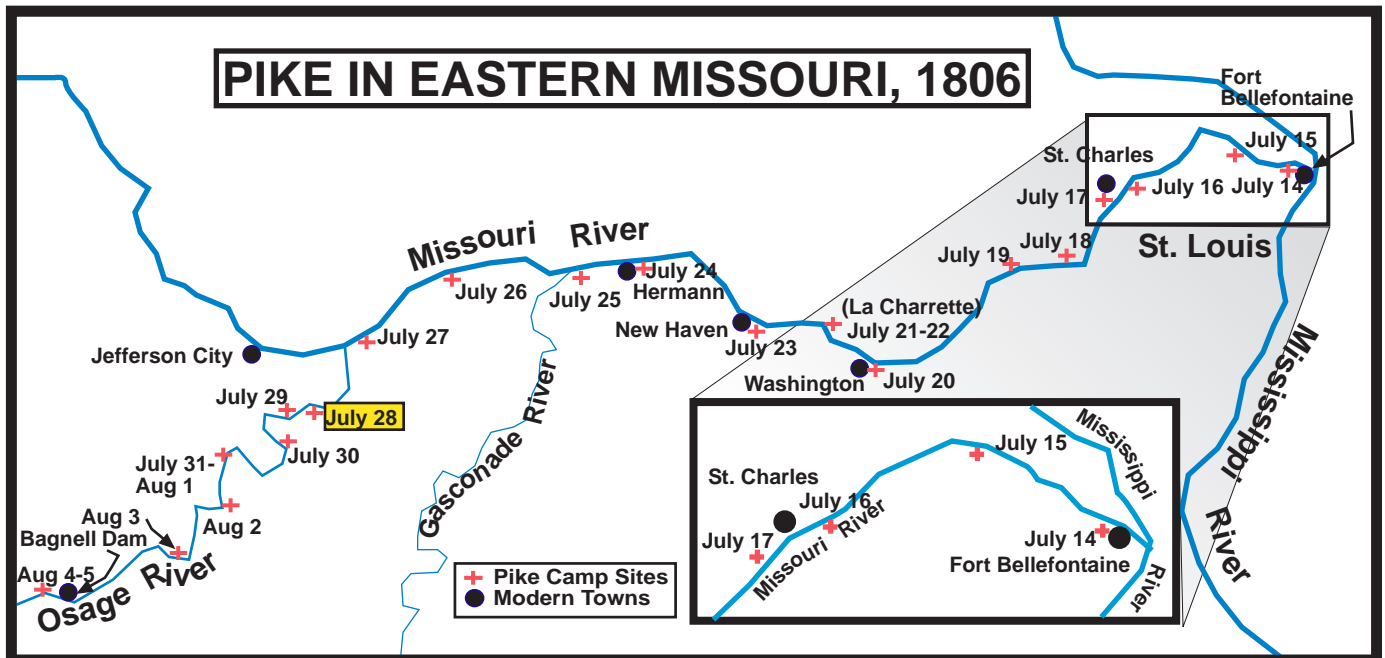 PIKE IN EASTERN MISSOURI, 1806
Fort
Bellefontaine
July 15
St. Charles
July 16
July 14
July 17
St. Louis
Missouri River
July 19
July 18
July 24
Hermann
July 26
July 25
(La Charrette)
July 21-22
New Haven
July 23
July 27
Jefferson City
Washington
July 20
Mississippi River
July 29
July 28
July 30
Gasconade River
July 31-
Aug 1
Aug 2
Aug 3
Bagnell Dam
Aug 4-5
Osage River
Pike Camp Sites
Modern Towns
July 15
Mississippi River
St. Charles
July 16
July 17
Missouri River
July 14
Fort Bellefontaine